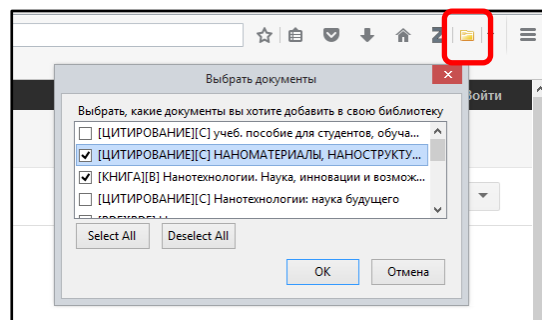 Z
Войти
Выбрать документы
Выбрать, какие документы вы хотите добавить в свою библиотеку
[ЦИТИРОВАНИЕ][C] учеб. пособие для студентов, обуча...
[ЦИТИРОВАНИЕ][C] НАНОМАТЕРИАЛЫ, НАНОСТРУКТУ...
[КНИГА][B] Нанотехнологии. Наука, инновации и возмож...
[ЦИТИРОВАНИЕ][C] Нанотехнологии: наука будущего
Select All
Deselect All
OK
Отмена